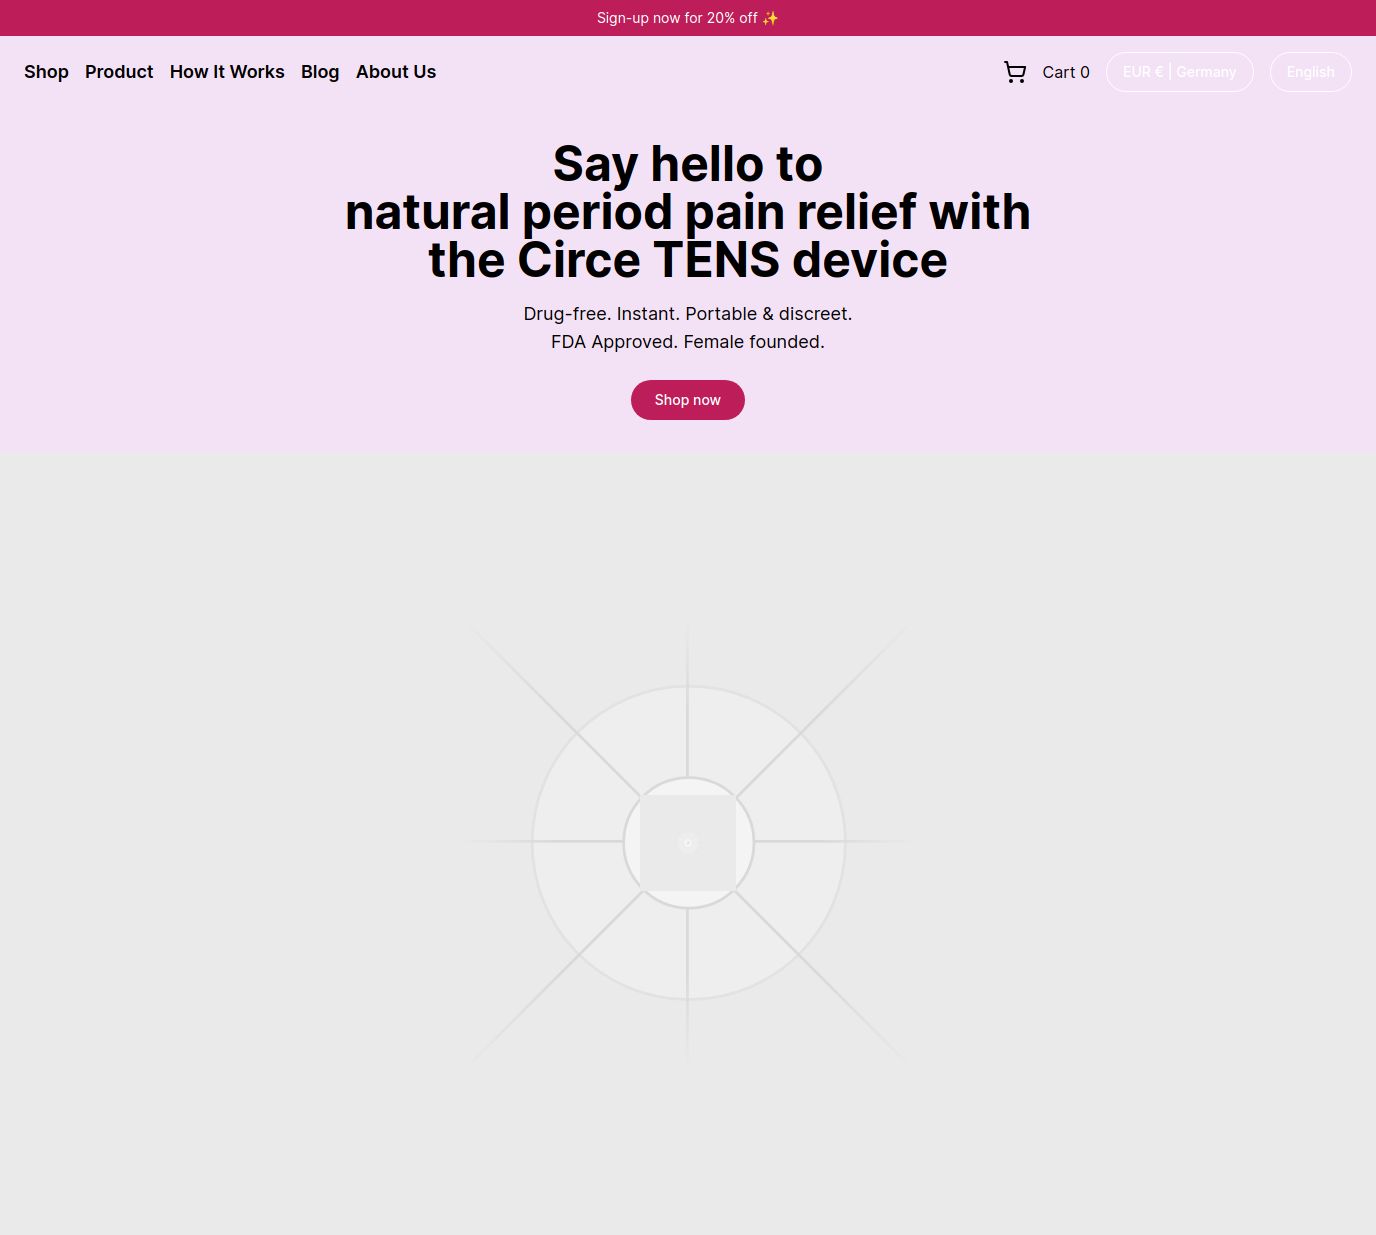 Sign-up now for 20% off ✨
Shop Product How It Works Blog About Us
Cart 0 EUR € | Germany English
Say hello to
natural period pain relief with
the Circe TENS device
Drug-free. Instant. Portable & discreet.
FDA Approved. Female founded.
Shop now